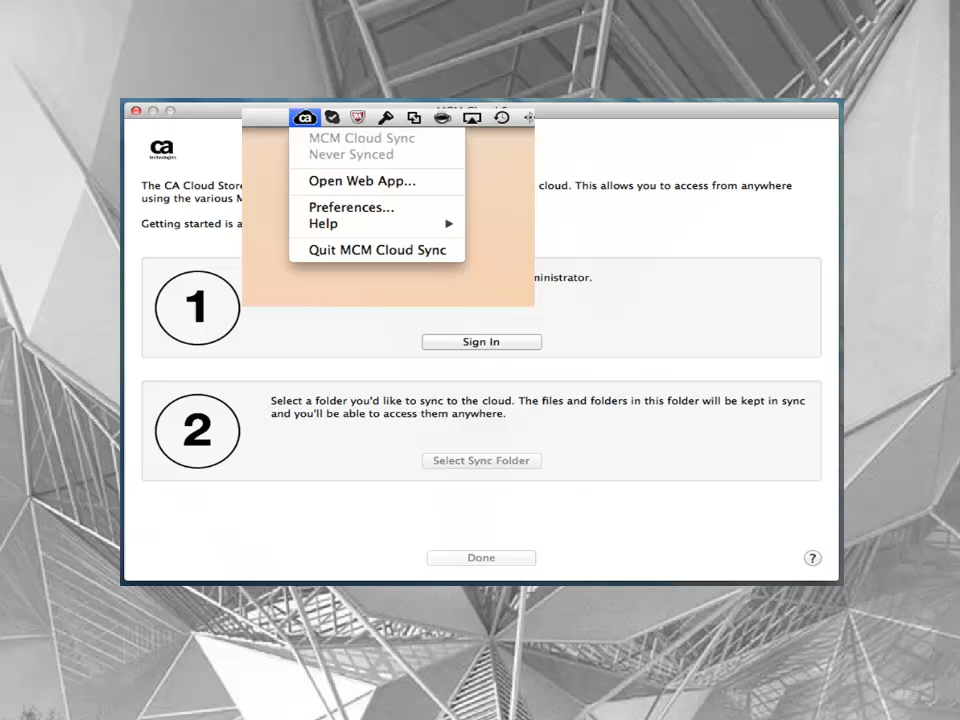 ca
technologies
MCM Cloud Sync
Never Synced
Open Web App...
Preferences...
Help
Quit MCM Cloud Sync
The CA Cloud Store cloud. This allows you to access from anywhere
using the various M
Getting started is a
1
ministrator.
Sign In
2
Select a folder you'd like to sync to the cloud. The files and folders in this folder will be kept in sync
and you'll be able to access them anywhere.
Select Sync Folder
Done
?